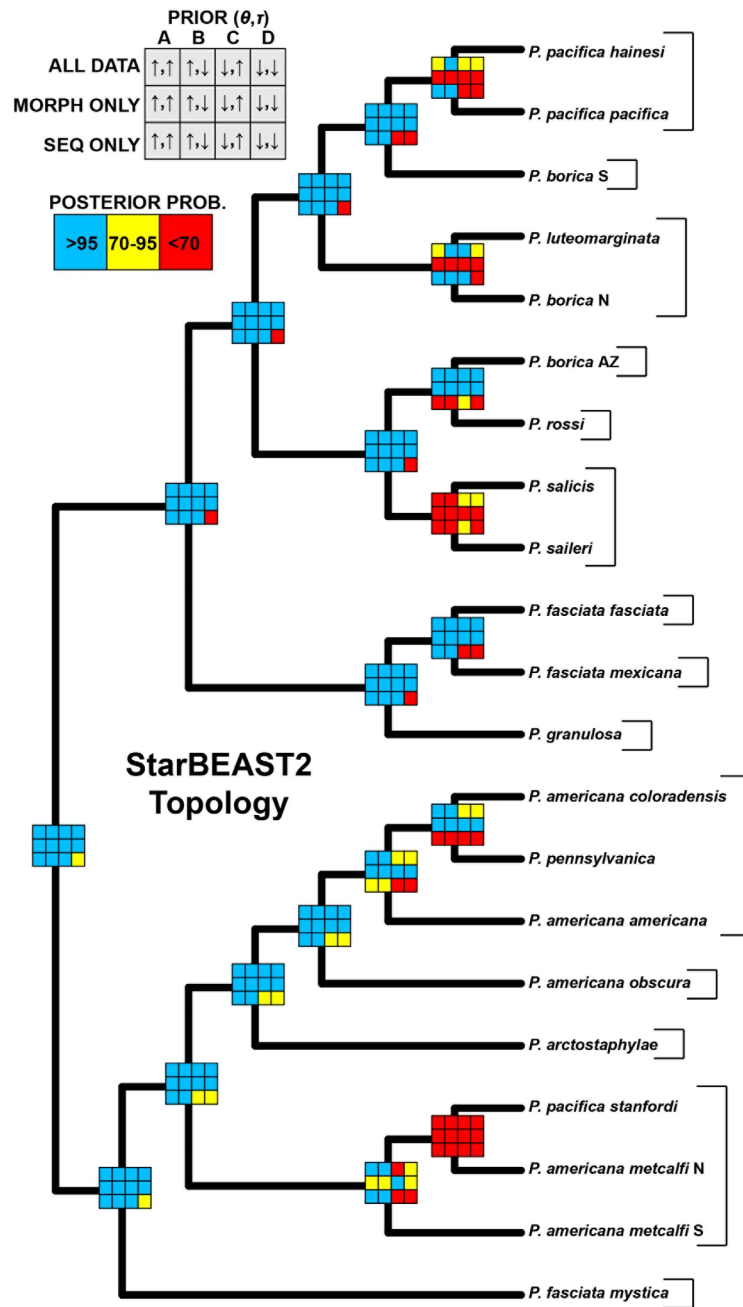 PRIOR (θ,τ)
A B C D
ALL DATA ↑,↑ ↑,↓ ↓,↑ ↓,↓
MORPH ONLY ↑,↑ ↑,↓ ↓,↑ ↓,↓
SEQ ONLY ↑,↑ ↑,↓ ↓,↑ ↓,↓
POSTERIOR PROB.
>95 70-95 <70
P. pacifica hainesi
P. pacifica pacifica
P. borica S
P. luteomarginata
P. borica N
P. borica AZ
P. rossi
P. salicis
P. saileri
P. fasciata fasciata
P. fasciata mexicana
P. granulosa
StarBEAST2
Topology
P. americana coloradensis
P. pennsylvanica
P. americana americana
P. americana obscura
P. arctostaphylae
P. pacifica stanfordi
P. americana metcalfi N
P. americana metcalfi S
P. fasciata mystica